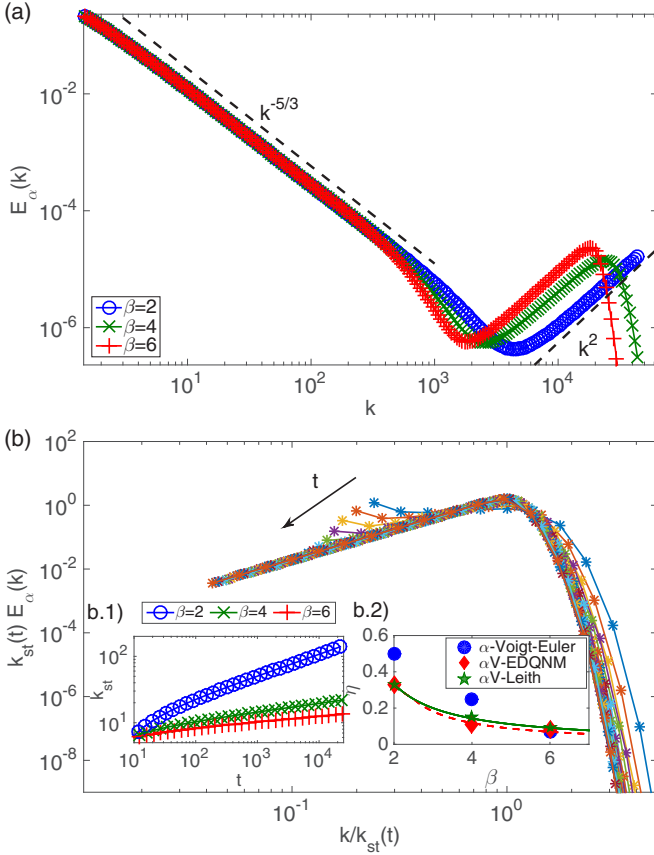 (a)
10^-2
10^-4
10^-6
E_α(k)
k^-5/3
k^2
β=2
β=4
β=6
10^1
10^2
10^3
10^4
k
(b)
10^2
10^0
10^-2
10^-4
10^-6
10^-8
k_st(t) E_α(k)
t
b.1)
β=2 β=4 β=6
10^2
10^1
k_st
10^1 10^2 10^3 10^4
t
b.2)
0.6
0.4
0.2
0
η
α-Voigt-Euler
αV-EDQNM
αV-Leith
2 4 6
β
10^-1 10^0
k/k_st(t)